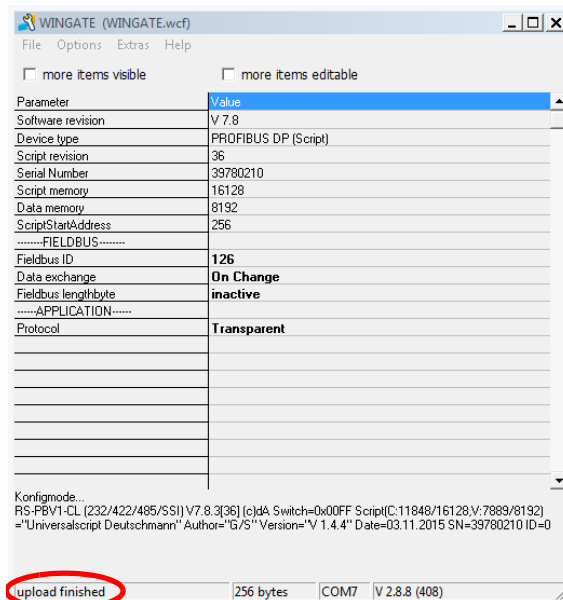 WINGATE (WINGATE.wcf)
File Options Extras Help
more items visible more items editable
Parameter Value
Software revision V 7.8
Device type PROFIBUS DP (Script)
Script revision 36
Serial Number 39780210
Script memory 16128
Data memory 8192
ScriptStartAddress 256
--------FIELDBUS--------
Fieldbus ID 126
Data exchange On Change
Fieldbus lengthbyte inactive
------APPLICATION------
Protocol Transparent
Konfigmode...
RS-PBV1-CL (232/422/485/SSI) V7.8.3[36] (c)dA Switch=0x00FF Script(C:11848/16128,V:7889/8192)
="Universalscript Deutschmann" Author="G/S" Version="V 1.4.4" Date=03.11.2015 SN=39780210 ID=0
upload finished 256 bytes COM7 V 2.8.8 (408)